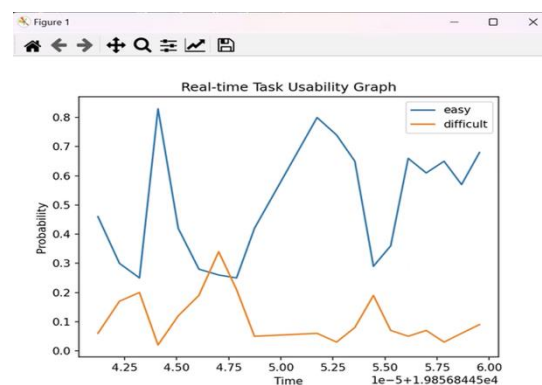 Figure 1
Real-time Task Usability Graph
easy
difficult
0.8
0.7
0.6
0.5
0.4
0.3
0.2
0.1
0.0
Probability
4.25 4.50 4.75 5.00 5.25 5.50 5.75 6.00
Time
1e-5+1.98568445e4